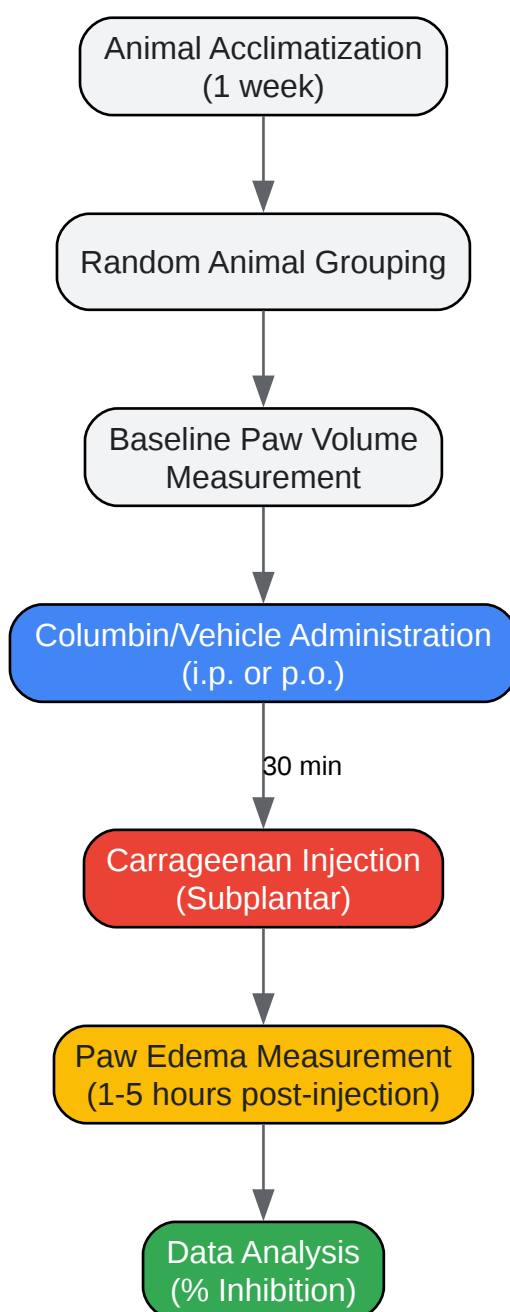 Animal Acclimatization
(1 week)
Random Animal Grouping
Baseline Paw Volume
Measurement
Columbin/Vehicle Administration
(i.p. or p.o.)
30 min
Carrageenan Injection
(Subplantar)
Paw Edema Measurement
(1-5 hours post-injection)
Data Analysis
(% Inhibition)